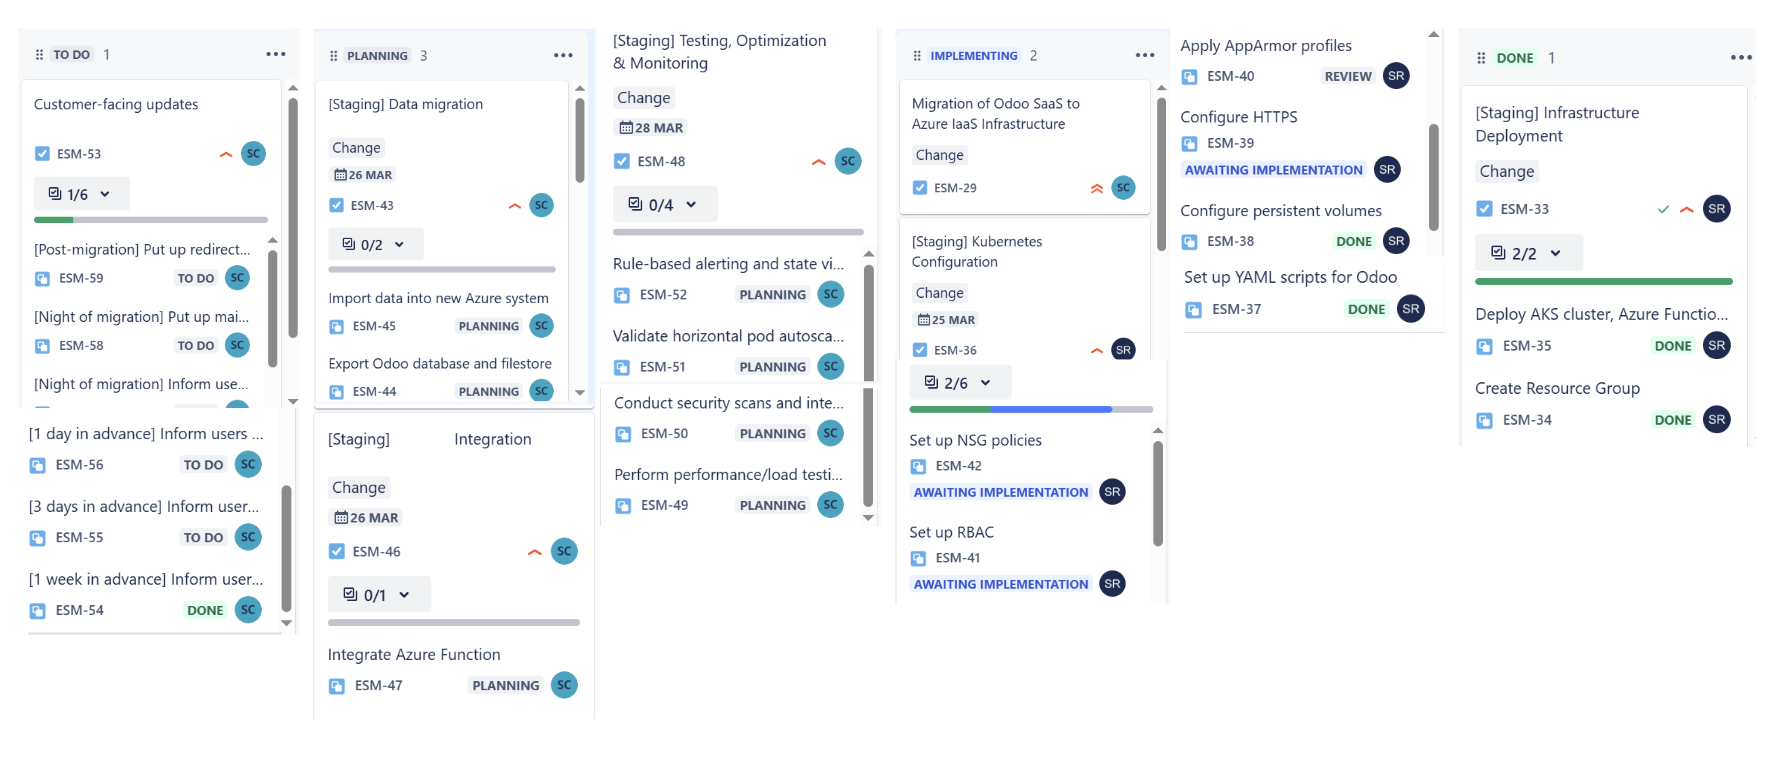 TO DO 1
Customer-facing updates
ESM-53 SC
1/6
[Post-migration] Put up redirect...
ESM-59 TO DO SC
[Night of migration] Put up mai...
ESM-58 TO DO SC
[Night of migration] Inform use...
[1 day in advance] Inform users ...
ESM-56 TO DO SC
[3 days in advance] Inform user...
ESM-55 TO DO SC
[1 week in advance] Inform user...
ESM-54 DONE SC
PLANNING 3
[Staging] Data migration
Change
26 MAR
ESM-43 SC
0/2
Import data into new Azure system
ESM-45 PLANNING SC
Export Odoo database and filestore
ESM-44 PLANNING SC
[Staging] Integration
Change
26 MAR
ESM-46 SC
0/1
Integrate Azure Function
ESM-47 PLANNING SC
[Staging] Testing, Optimization
& Monitoring
Change
28 MAR
ESM-48 SC
0/4
Rule-based alerting and state vi...
ESM-52 PLANNING SC
Validate horizontal pod autosca...
ESM-51 PLANNING SC
Conduct security scans and inte...
ESM-50 PLANNING SC
Perform performance/load testi...
ESM-49 PLANNING SC
IMPLEMENTING 2
Migration of Odoo SaaS to
Azure IaaS Infrastructure
Change
ESM-29 SC
[Staging] Kubernetes
Configuration
Change
25 MAR
ESM-36 SR
2/6
Set up NSG policies
ESM-42
AWAITING IMPLEMENTATION SR
Set up RBAC
ESM-41
AWAITING IMPLEMENTATION SR
Apply AppArmor profiles
ESM-40 REVIEW SR
Configure HTTPS
ESM-39
AWAITING IMPLEMENTATION SR
Configure persistent volumes
ESM-38 DONE SR
Set up YAML scripts for Odoo
ESM-37 DONE SR
DONE 1
[Staging] Infrastructure
Deployment
Change
ESM-33 SR
2/2
Deploy AKS cluster, Azure Functio...
ESM-35 DONE SR
Create Resource Group
ESM-34 DONE SR